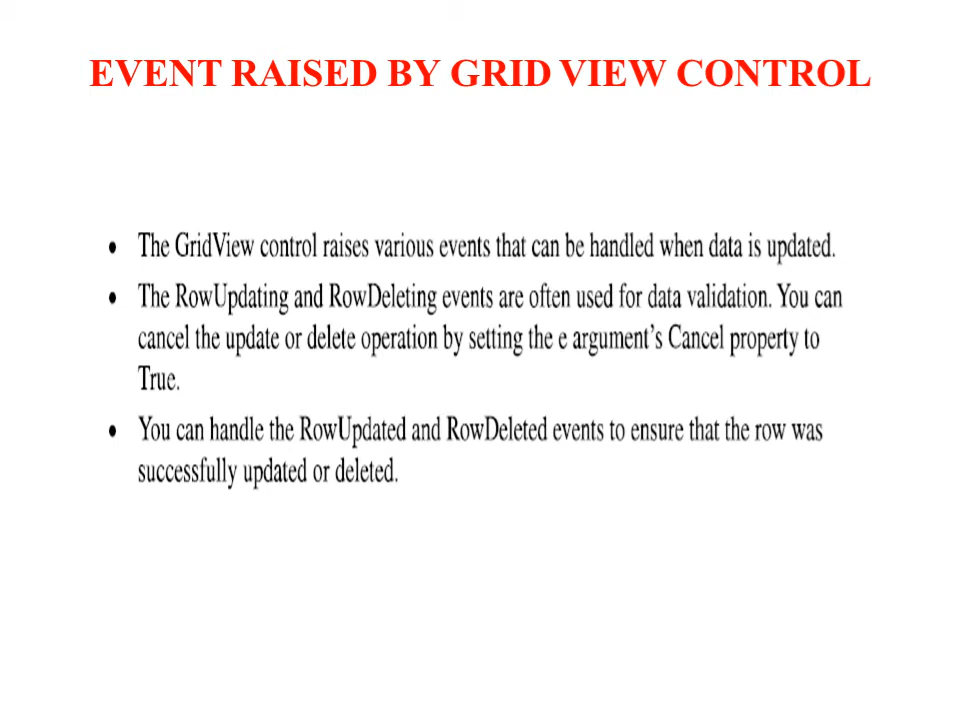 EVENT RAISED BY GRID VIEW CONTROL
• The GridView control raises various events that can be handled when data is updated.
• The RowUpdating and RowDeleting events are often used for data validation. You can
cancel the update or delete operation by setting the e argument's Cancel property to
True.
• You can handle the RowUpdated and RowDeleted events to ensure that the row was
successfully updated or deleted.